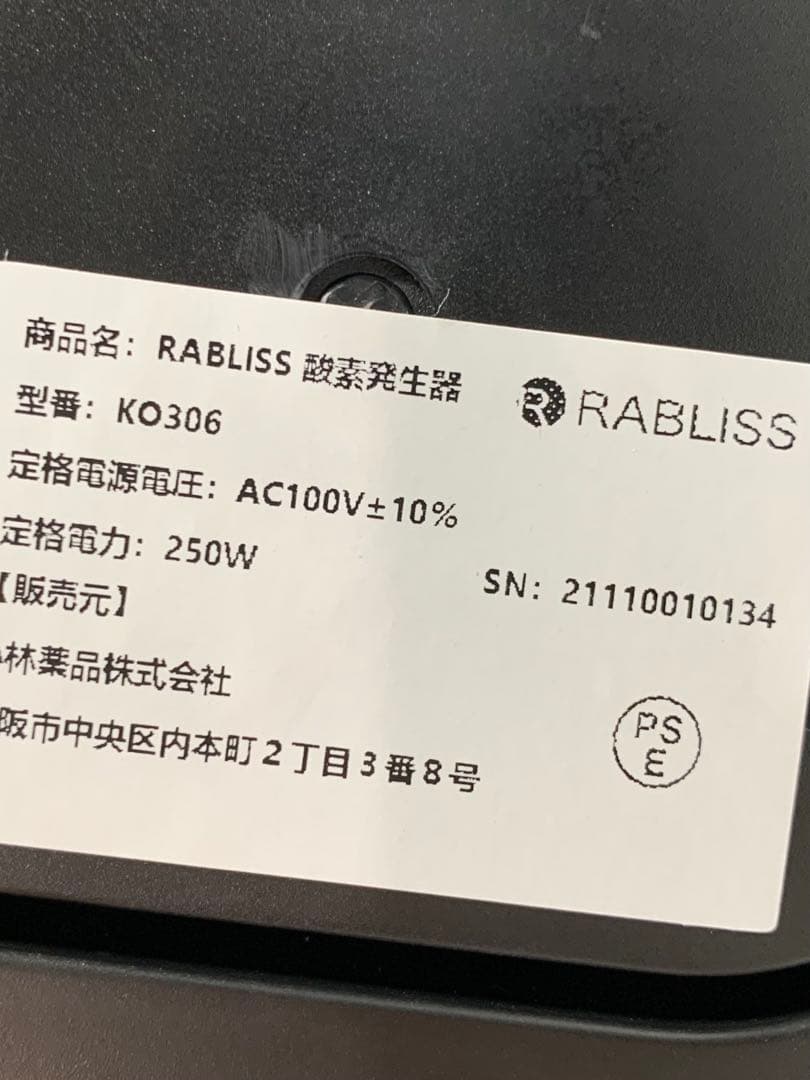 商品名：RABLISS 酸素発生器
RABLISS
型番：KO306
定格電源電圧：AC100V±10%
定格電力：250W
SN：21110010134
【販売元】
林薬品株式会社
阪市中央区内本町2丁目3番8号
PS
E